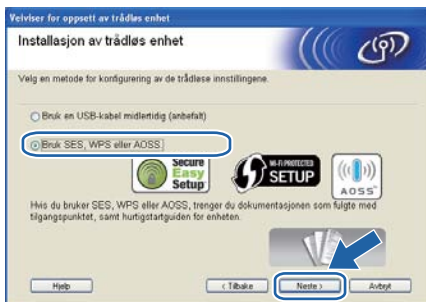 Velviser for oppsett av trådløs enhet
Installasjon av trådløs enhet
Velg en metode for konfigurering av de trådløse innstillingene.
Bruk en USB-kabel midlertidig (anbefalt)
Bruk SES, WPS eller AOSS
Secure
Easy
Setup
WI-FI PROTECTED
SETUP
AOSS
Hvis du bruker SES, WPS eller AOSS, trenger du dokumentasjonen som fulgte med
tilgangspunktet, samt hurtigstartguiden for enheten.
Hjelp
< Tilbake
Neste >
Avbryt